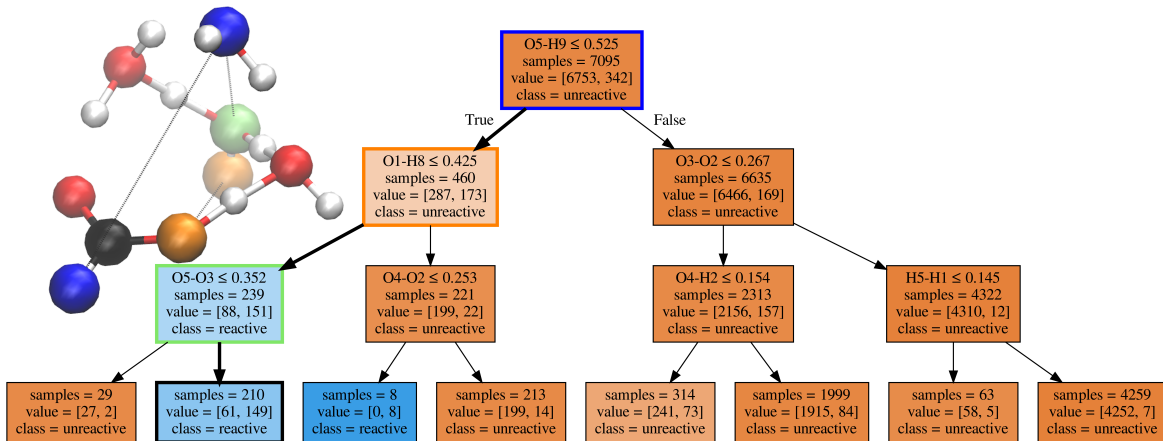 O5-H9 ≤ 0.525
samples = 7095
value = [6753, 342]
class = unreactive
True
False
O1-H8 ≤ 0.425
samples = 460
value = [287, 173]
class = unreactive
O3-O2 ≤ 0.267
samples = 6635
value = [6466, 169]
class = unreactive
O5-O3 ≤ 0.352
samples = 239
value = [88, 151]
class = reactive
O4-O2 ≤ 0.253
samples = 221
value = [199, 22]
class = unreactive
O4-H2 ≤ 0.154
samples = 2313
value = [2156, 157]
class = unreactive
H5-H1 ≤ 0.145
samples = 4322
value = [4310, 12]
class = unreactive
samples = 29
value = [27, 2]
class = unreactive
samples = 210
value = [61, 149]
class = reactive
samples = 8
value = [0, 8]
class = reactive
samples = 213
value = [199, 14]
class = unreactive
samples = 314
value = [241, 73]
class = unreactive
samples = 1999
value = [1915, 84]
class = unreactive
samples = 63
value = [58, 5]
class = unreactive
samples = 4259
value = [4252, 7]
class = unreactive